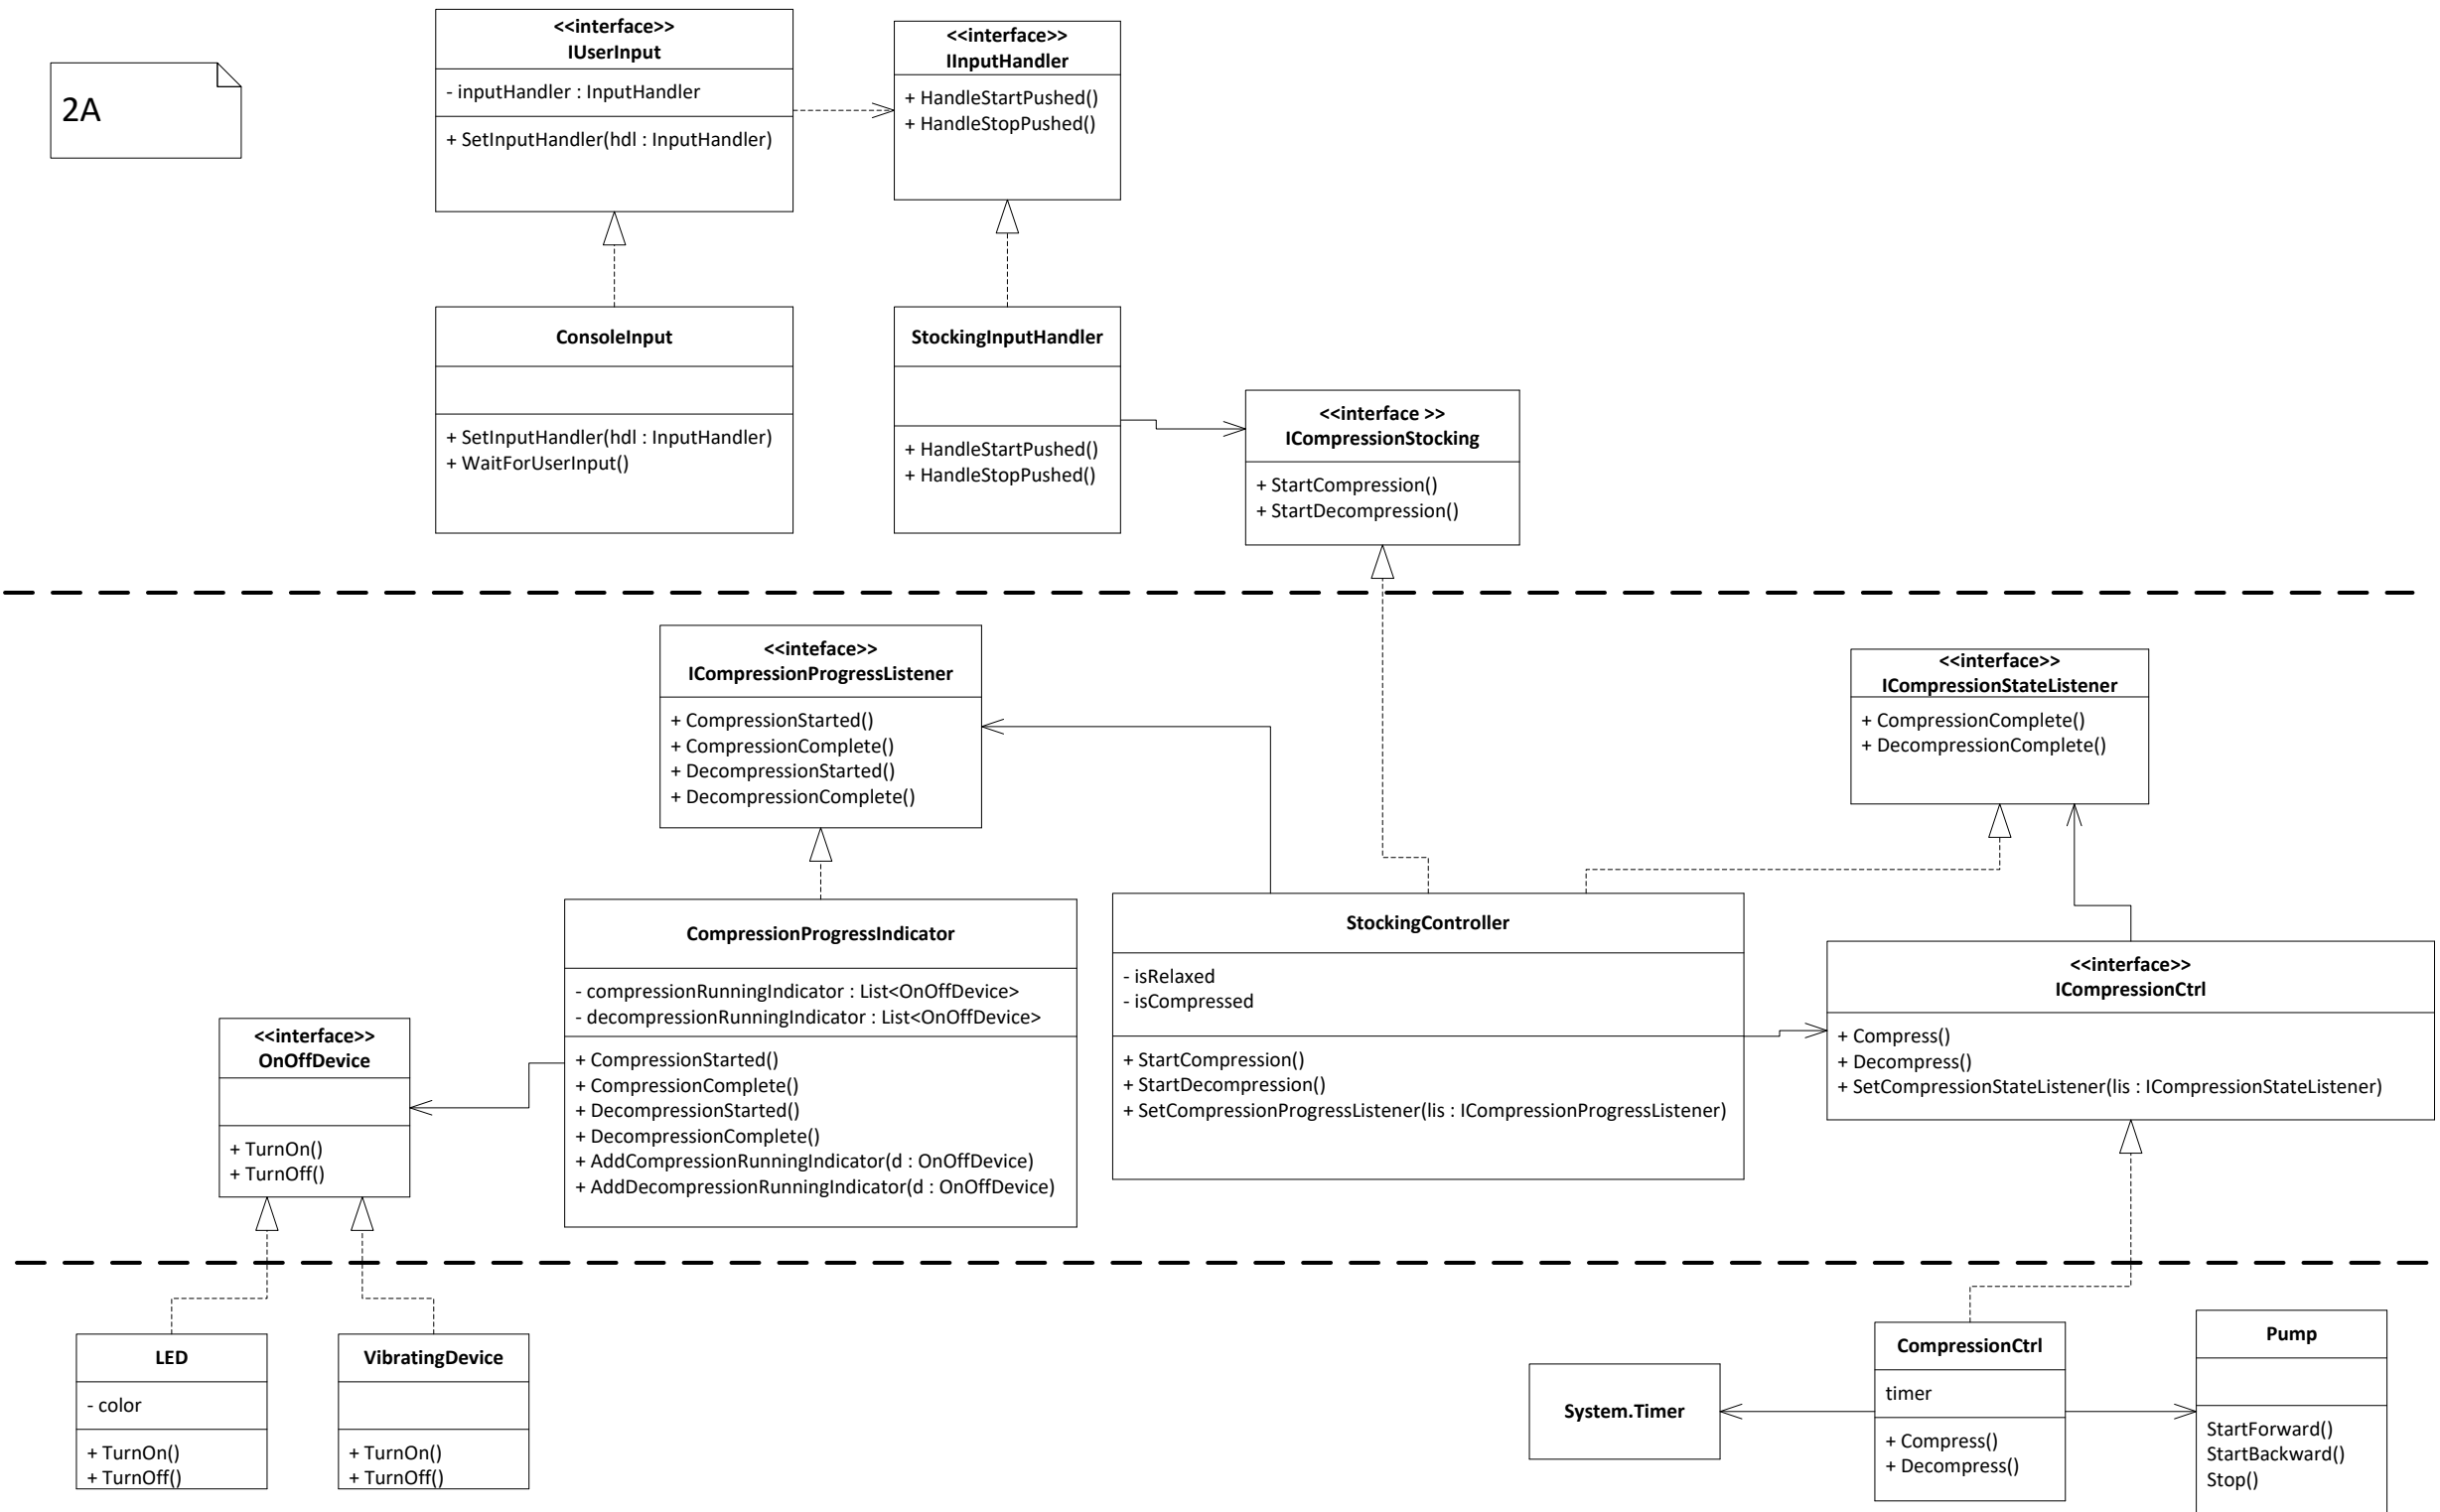 2A
<<interface>>
IUserInput
- inputHandler : InputHandler
+ SetInputHandler(hdl : InputHandler)
<<interface>>
IInputHandler
+ HandleStartPushed()
+ HandleStopPushed()
ConsoleInput
+ SetInputHandler(hdl : InputHandler)
+ WaitForUserInput()
StockingInputHandler
+ HandleStartPushed()
+ HandleStopPushed()
<<interface >>
ICompressionStocking
+ StartCompression()
+ StartDecompression()
<<inteface>>
ICompressionProgressListener
+ CompressionStarted()
+ CompressionComplete()
+ DecompressionStarted()
+ DecompressionComplete()
<<interface>>
ICompressionStateListener
+ CompressionComplete()
+ DecompressionComplete()
<<interface>>
OnOffDevice
+ TurnOn()
+ TurnOff()
CompressionProgressIndicator
- compressionRunningIndicator : List<OnOffDevice>
- decompressionRunningIndicator : List<OnOffDevice>
+ CompressionStarted()
+ CompressionComplete()
+ DecompressionStarted()
+ DecompressionComplete()
+ AddCompressionRunningIndicator(d : OnOffDevice)
+ AddDecompressionRunningIndicator(d : OnOffDevice)
StockingController
- isRelaxed
- isCompressed
+ StartCompression()
+ StartDecompression()
+ SetCompressionProgressListener(lis : ICompressionProgressListener)
<<interface>>
ICompressionCtrl
+ Compress()
+ Decompress()
+ SetCompressionStateListener(lis : ICompressionStateListener)
LED
- color
+ TurnOn()
+ TurnOff()
VibratingDevice
+ TurnOn()
+ TurnOff()
System.Timer
CompressionCtrl
timer
+ Compress()
+ Decompress()
Pump
StartForward()
StartBackward()
Stop()